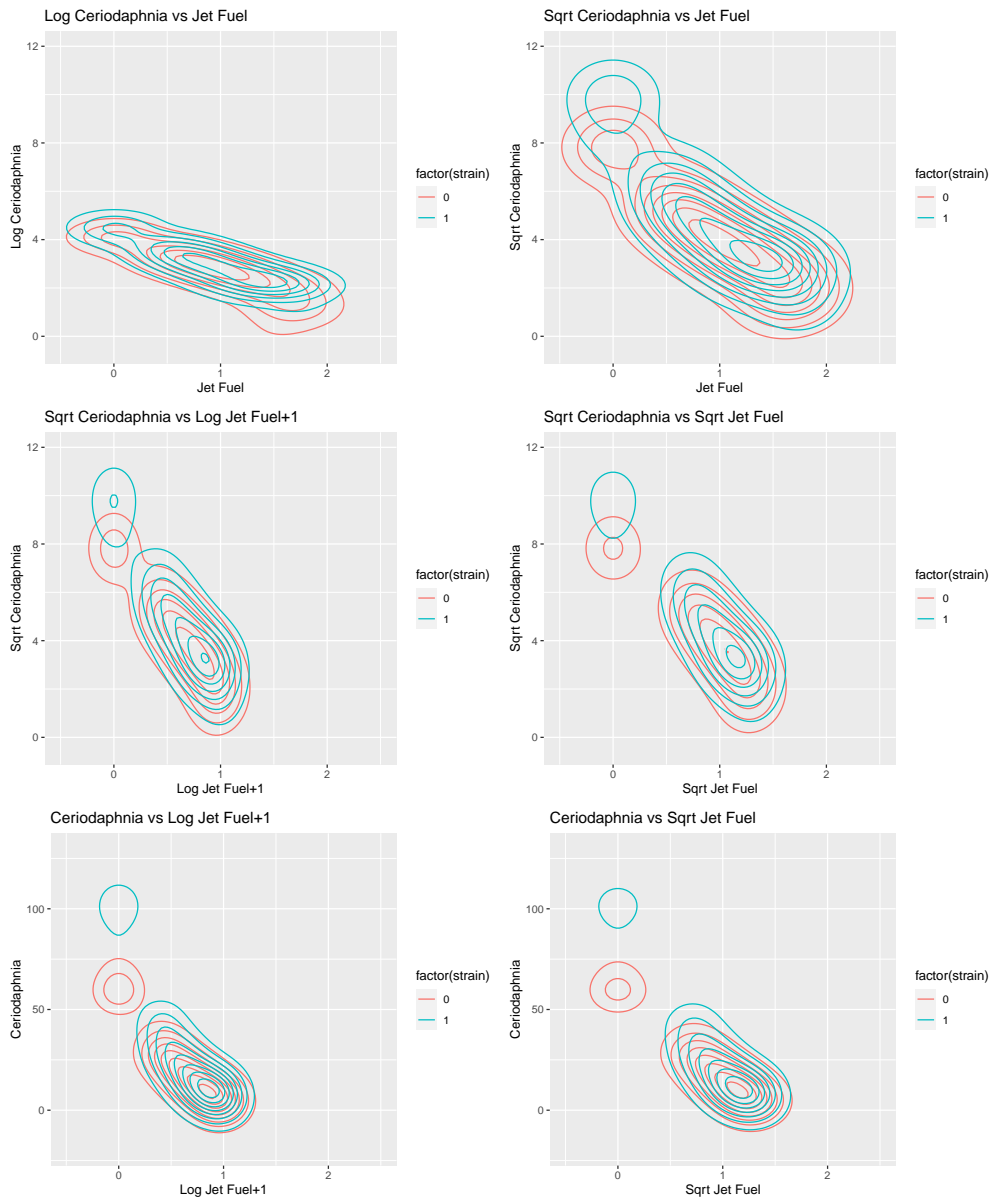 Log Ceriodaphnia vs Jet Fuel
12
8
4
0
Log Ceriodaphnia
0
1
2
Jet Fuel
factor(strain)
0
1
Sqrt Ceriodaphnia vs Jet Fuel
12
8
4
0
Sqrt Ceriodaphnia
0
1
2
Jet Fuel
factor(strain)
0
1
Sqrt Ceriodaphnia vs Log Jet Fuel+1
12
8
4
0
Sqrt Ceriodaphnia
0
1
2
Log Jet Fuel+1
factor(strain)
0
1
Sqrt Ceriodaphnia vs Sqrt Jet Fuel
12
8
4
0
Sqrt Ceriodaphnia
0
1
2
Sqrt Jet Fuel
factor(strain)
0
1
Ceriodaphnia vs Log Jet Fuel+1
100
50
0
Ceriodaphnia
0
1
2
Log Jet Fuel+1
factor(strain)
0
1
Ceriodaphnia vs Sqrt Jet Fuel
100
50
0
Ceriodaphnia
0
1
2
Sqrt Jet Fuel
factor(strain)
0
1